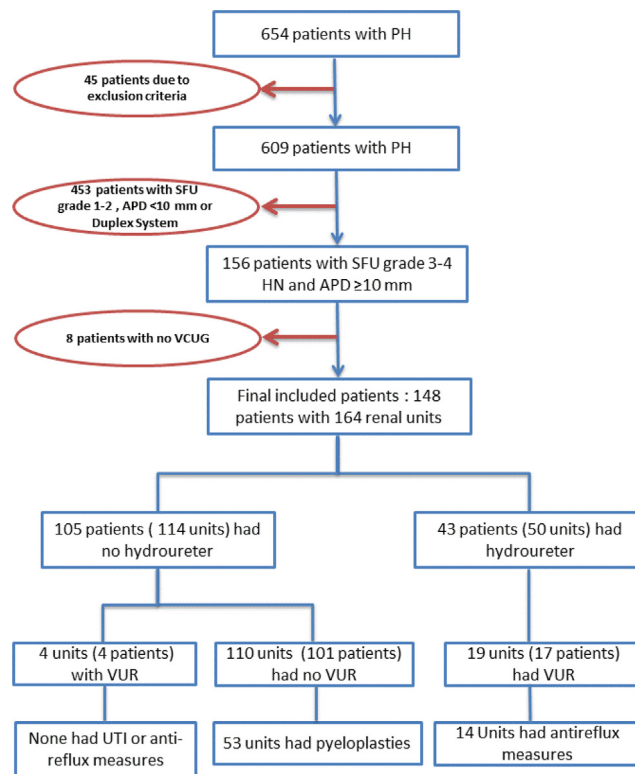 654 patients with PH
45 patients due to
exclusion criteria
609 patients with PH
453 patients with SFU
grade 1-2 , APD <10 mm or
Duplex System
156 patients with SFU grade 3-4
HN and APD ≥10 mm
8 patients with no VCUG
Final included patients : 148
patients with 164 renal units
105 patients ( 114 units) had
no hydroureter
43 patients (50 units) had
hydroureter
4 units (4 patients)
with VUR
110 units (101 patients)
had no VUR
19 units (17 patients)
had VUR
None had UTI or anti-
reflux measures
53 units had pyeloplasties
14 Units had antireflux
measures